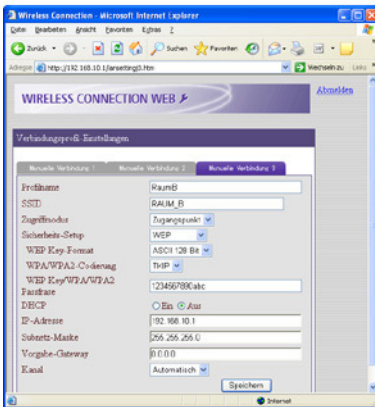 Wireless Connection - Microsoft Internet Explorer
Datei Bearbeiten Ansicht Favoriten Extras ?
Zurück Suchen Favoriten
Adresse http://192.168.10.1/lansetting3.htm Wechseln zu Links
WIRELESS CONNECTION WEB
Abmelden
Verbindungsprofil-Einstellungen
Manuelle Verbindung 1 Manuelle Verbindung 2 Manuelle Verbindung 3
Profilname RaumB
SSID RAUM_B
Zugriffmodus Zugangspunkt
Sicherheits-Setup WEP
WEP Key-Format ASCII 128 Bit
WPA/WPA2-Codierung TKIP
WEP Key/WPA/WPA2
Passfrase 1234567890abc
DHCP Ein Aus
IP-Adresse 192.168.10.1
Subnetz-Maske 255.255.255.0
Vorgabe-Gateway 0.0.0.0
Kanal Automatisch
Speichern
Internet